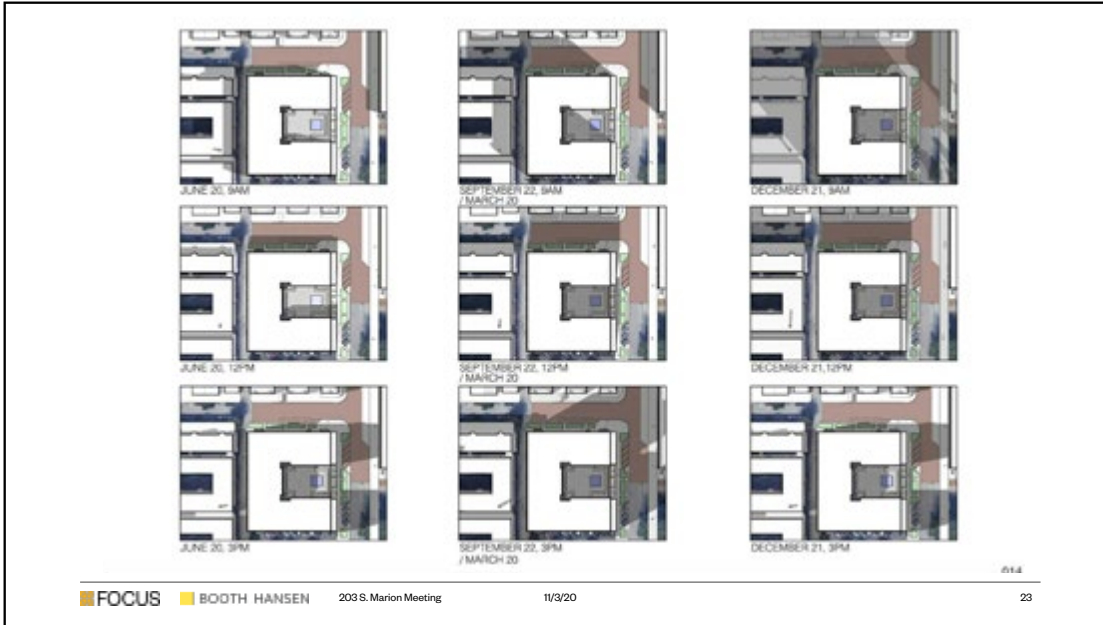 JUNE 20, 9AM
SEPTEMBER 22, 9AM
/ MARCH 20
DECEMBER 21, 9AM
JUNE 20, 12PM
SEPTEMBER 22, 12PM
/ MARCH 20
DECEMBER 21,12PM
JUNE 20, 3PM
SEPTEMBER 22, 3PM
/ MARCH 20
DECEMBER 21, 3PM
014
FOCUS BOOTH HANSEN 203 S. Marion Meeting 11/3/20 23